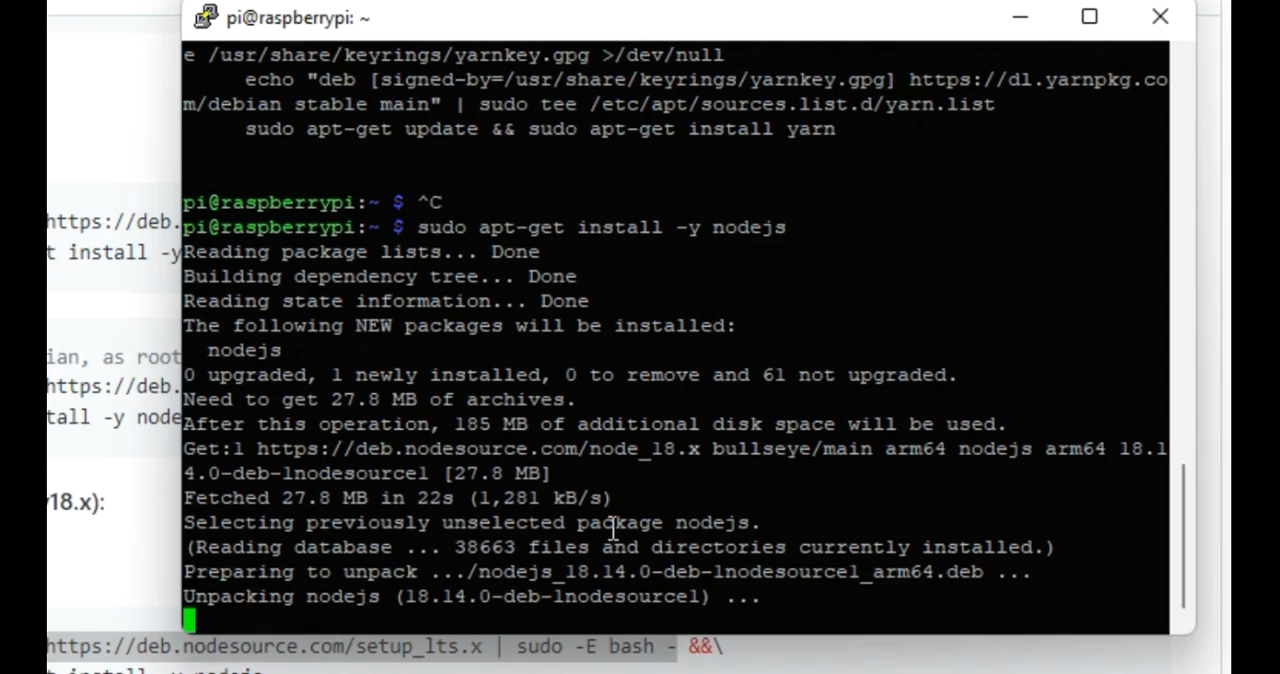 pi@raspberrypi: ~
e /usr/share/keyrings/yarnkey.gpg >/dev/null
echo "deb [signed-by=/usr/share/keyrings/yarnkey.gpg] https://dl.yarnpkg.co
m/debian stable main" | sudo tee /etc/apt/sources.list.d/yarn.list
sudo apt-get update && sudo apt-get install yarn
pi@raspberrypi:~ $ ^C
https://deb.
pi@raspberrypi:~ $ sudo apt-get install -y nodejs
t install -y
Reading package lists... Done
Building dependency tree... Done
Reading state information... Done
The following NEW packages will be installed:
nodejs
ian, as root
0 upgraded, 1 newly installed, 0 to remove and 61 not upgraded.
https://deb.
Need to get 27.8 MB of archives.
tall -y node
After this operation, 185 MB of additional disk space will be used.
Get:1 https://deb.nodesource.com/node_18.x bullseye/main arm64 nodejs arm64 18.1
4.0-deb-1nodesource1 [27.8 MB]
Fetched 27.8 MB in 22s (1,281 kB/s)
v18.x):
Selecting previously unselected package nodejs.
(Reading database ... 38663 files and directories currently installed.)
Preparing to unpack .../nodejs_18.14.0-deb-1nodesource1_arm64.deb ...
Unpacking nodejs (18.14.0-deb-1nodesource1) ...
https://deb.nodesource.com/setup_lts.x | sudo -E bash - &&\